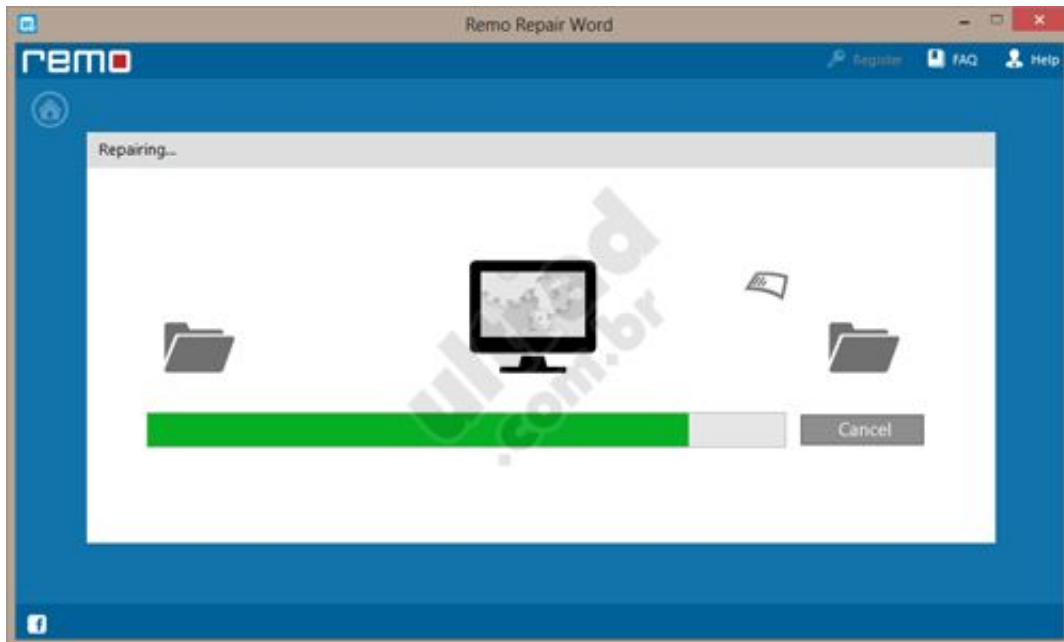 Remo Repair Word
remo
Register
FAQ
Help
Repairing...
ultradownloads
.com.br
Cancel